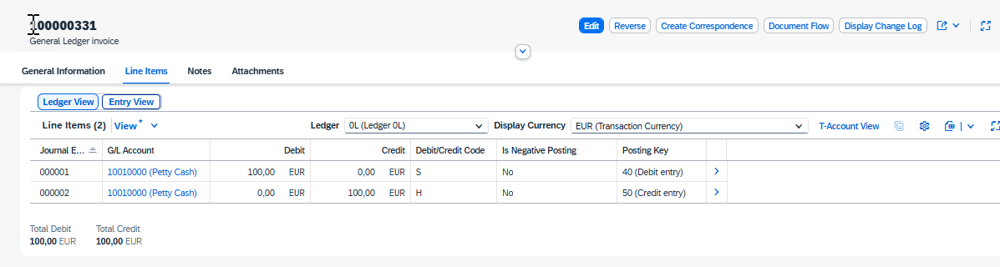 100000331
General Ledger invoice
Edit Reverse Create Correspondence Document Flow Display Change Log
General Information Line Items Notes Attachments
Ledger View Entry View
Line Items (2) View * Ledger 0L (Ledger 0L) Display Currency EUR (Transaction Currency) T-Account View
Journal E... G/L Account Debit Credit Debit/Credit Code Is Negative Posting Posting Key
000001 10010000 (Petty Cash) 100,00 EUR 0,00 EUR S No 40 (Debit entry)
000002 10010000 (Petty Cash) 0,00 EUR 100,00 EUR H No 50 (Credit entry)
Total Debit Total Credit
100,00 EUR 100,00 EUR